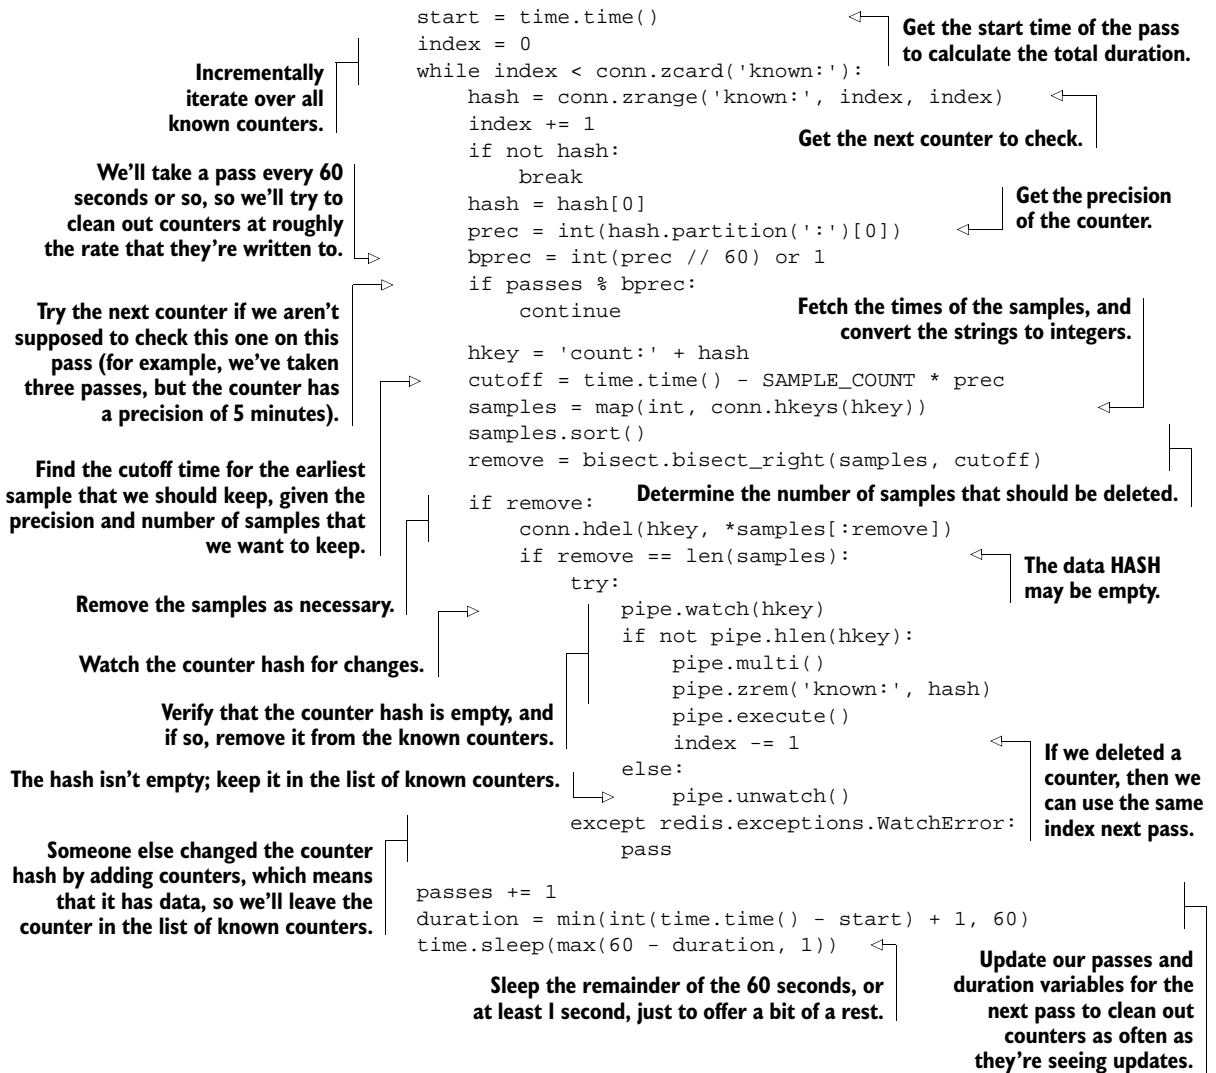 start = time.time()
Get the start time of the pass
to calculate the total duration.
index = 0
Incrementally
iterate over all
known counters.
while index < conn.zcard('known:'):
    hash = conn.zrange('known:', index, index)
Get the next counter to check.
    index += 1
    if not hash:
        break
We'll take a pass every 60
seconds or so, so we'll try to
clean out counters at roughly
the rate that they're written to.
    hash = hash[0]
    prec = int(hash.partition(':')[0])
Get the precision
of the counter.
    bprec = int(prec // 60) or 1
    if passes % bprec:
        continue
Try the next counter if we aren't
supposed to check this one on this
pass (for example, we've taken
three passes, but the counter has
a precision of 5 minutes).
Fetch the times of the samples, and
convert the strings to integers.
    hkey = 'count:' + hash
    cutoff = time.time() - SAMPLE_COUNT * prec
    samples = map(int, conn.hkeys(hkey))
    samples.sort()
    remove = bisect.bisect_right(samples, cutoff)
Find the cutoff time for the earliest
sample that we should keep, given the
precision and number of samples that
we want to keep.
Determine the number of samples that should be deleted.
    if remove:
        conn.hdel(hkey, *samples[:remove])
        if remove == len(samples):
The data HASH
may be empty.
Remove the samples as necessary.
            try:
                pipe.watch(hkey)
Watch the counter hash for changes.
                if not pipe.hlen(hkey):
                    pipe.multi()
                    pipe.zrem('known:', hash)
                    pipe.execute()
                    index -= 1
Verify that the counter hash is empty, and
if so, remove it from the known counters.
If we deleted a
counter, then we
can use the same
index next pass.
                else:
The hash isn't empty; keep it in the list of known counters.
                    pipe.unwatch()
            except redis.exceptions.WatchError:
                pass
Someone else changed the counter
hash by adding counters, which means
that it has data, so we'll leave the
counter in the list of known counters.
passes += 1
duration = min(int(time.time() - start) + 1, 60)
time.sleep(max(60 - duration, 1))
Sleep the remainder of the 60 seconds, or
at least 1 second, just to offer a bit of a rest.
Update our passes and
duration variables for the
next pass to clean out
counters as often as
they're seeing updates.